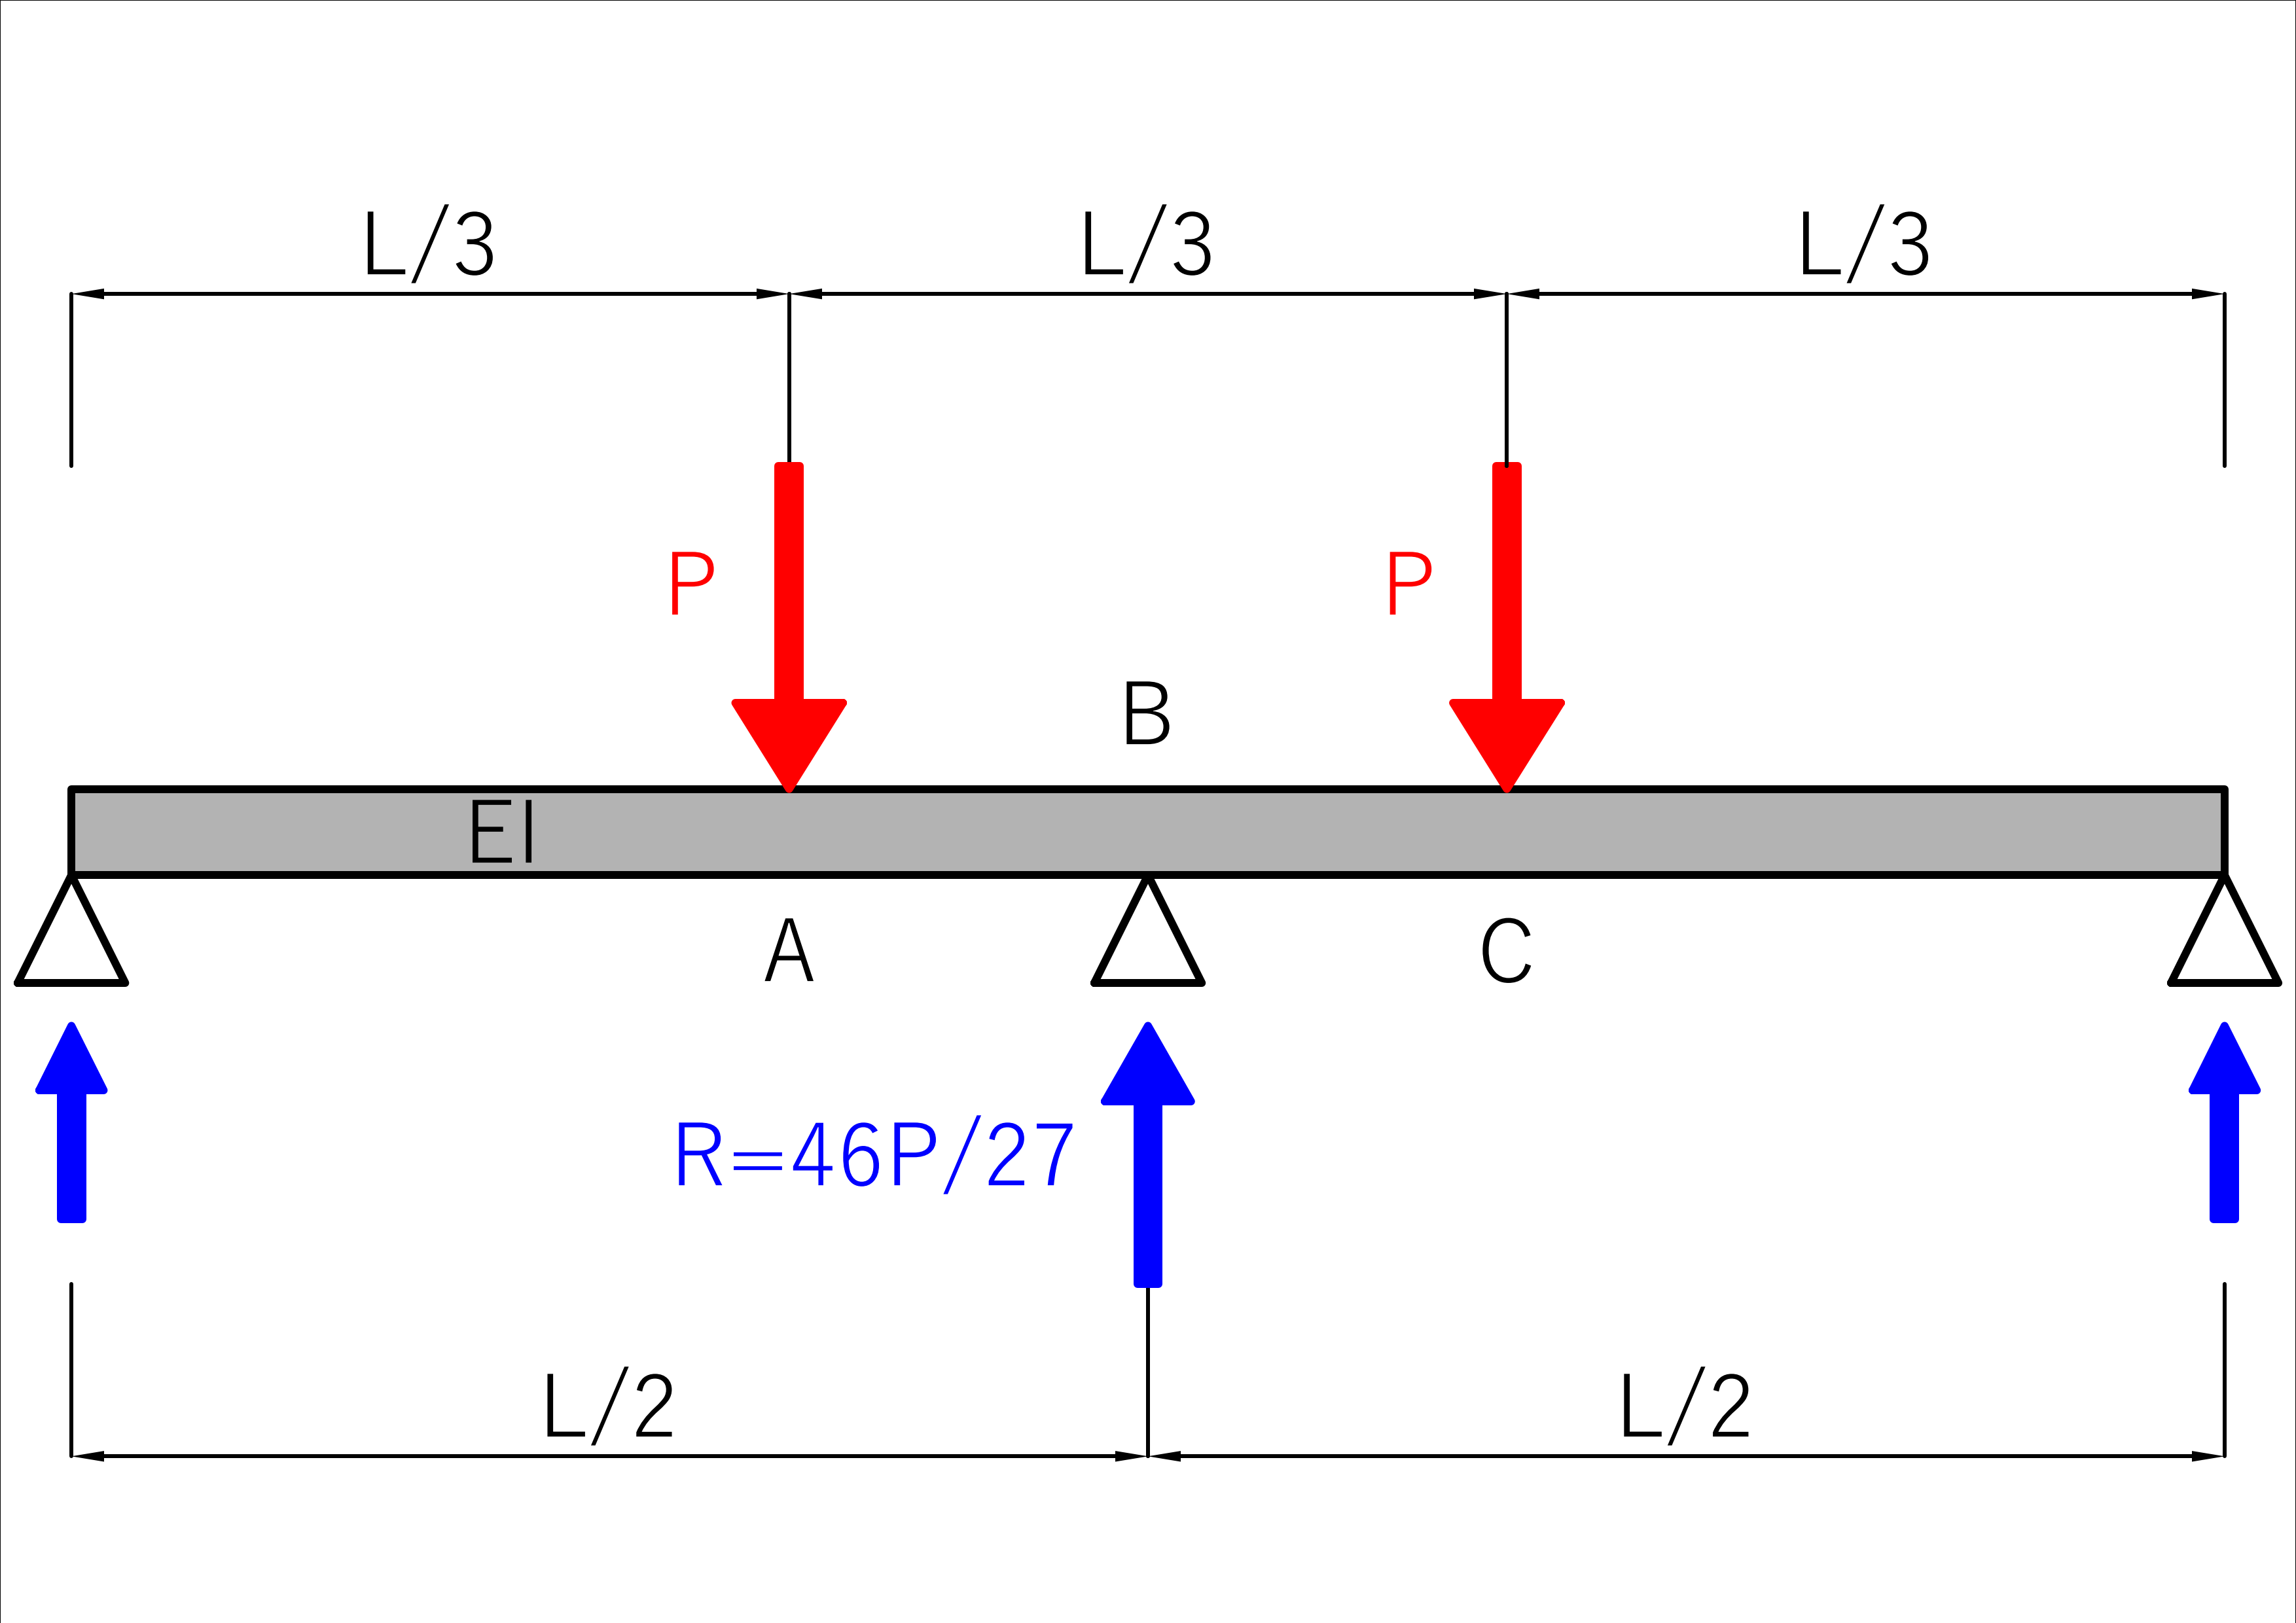 L/3 L/3 L/3
P P
B
EI
A C
R=46P/27
L/2 L/2